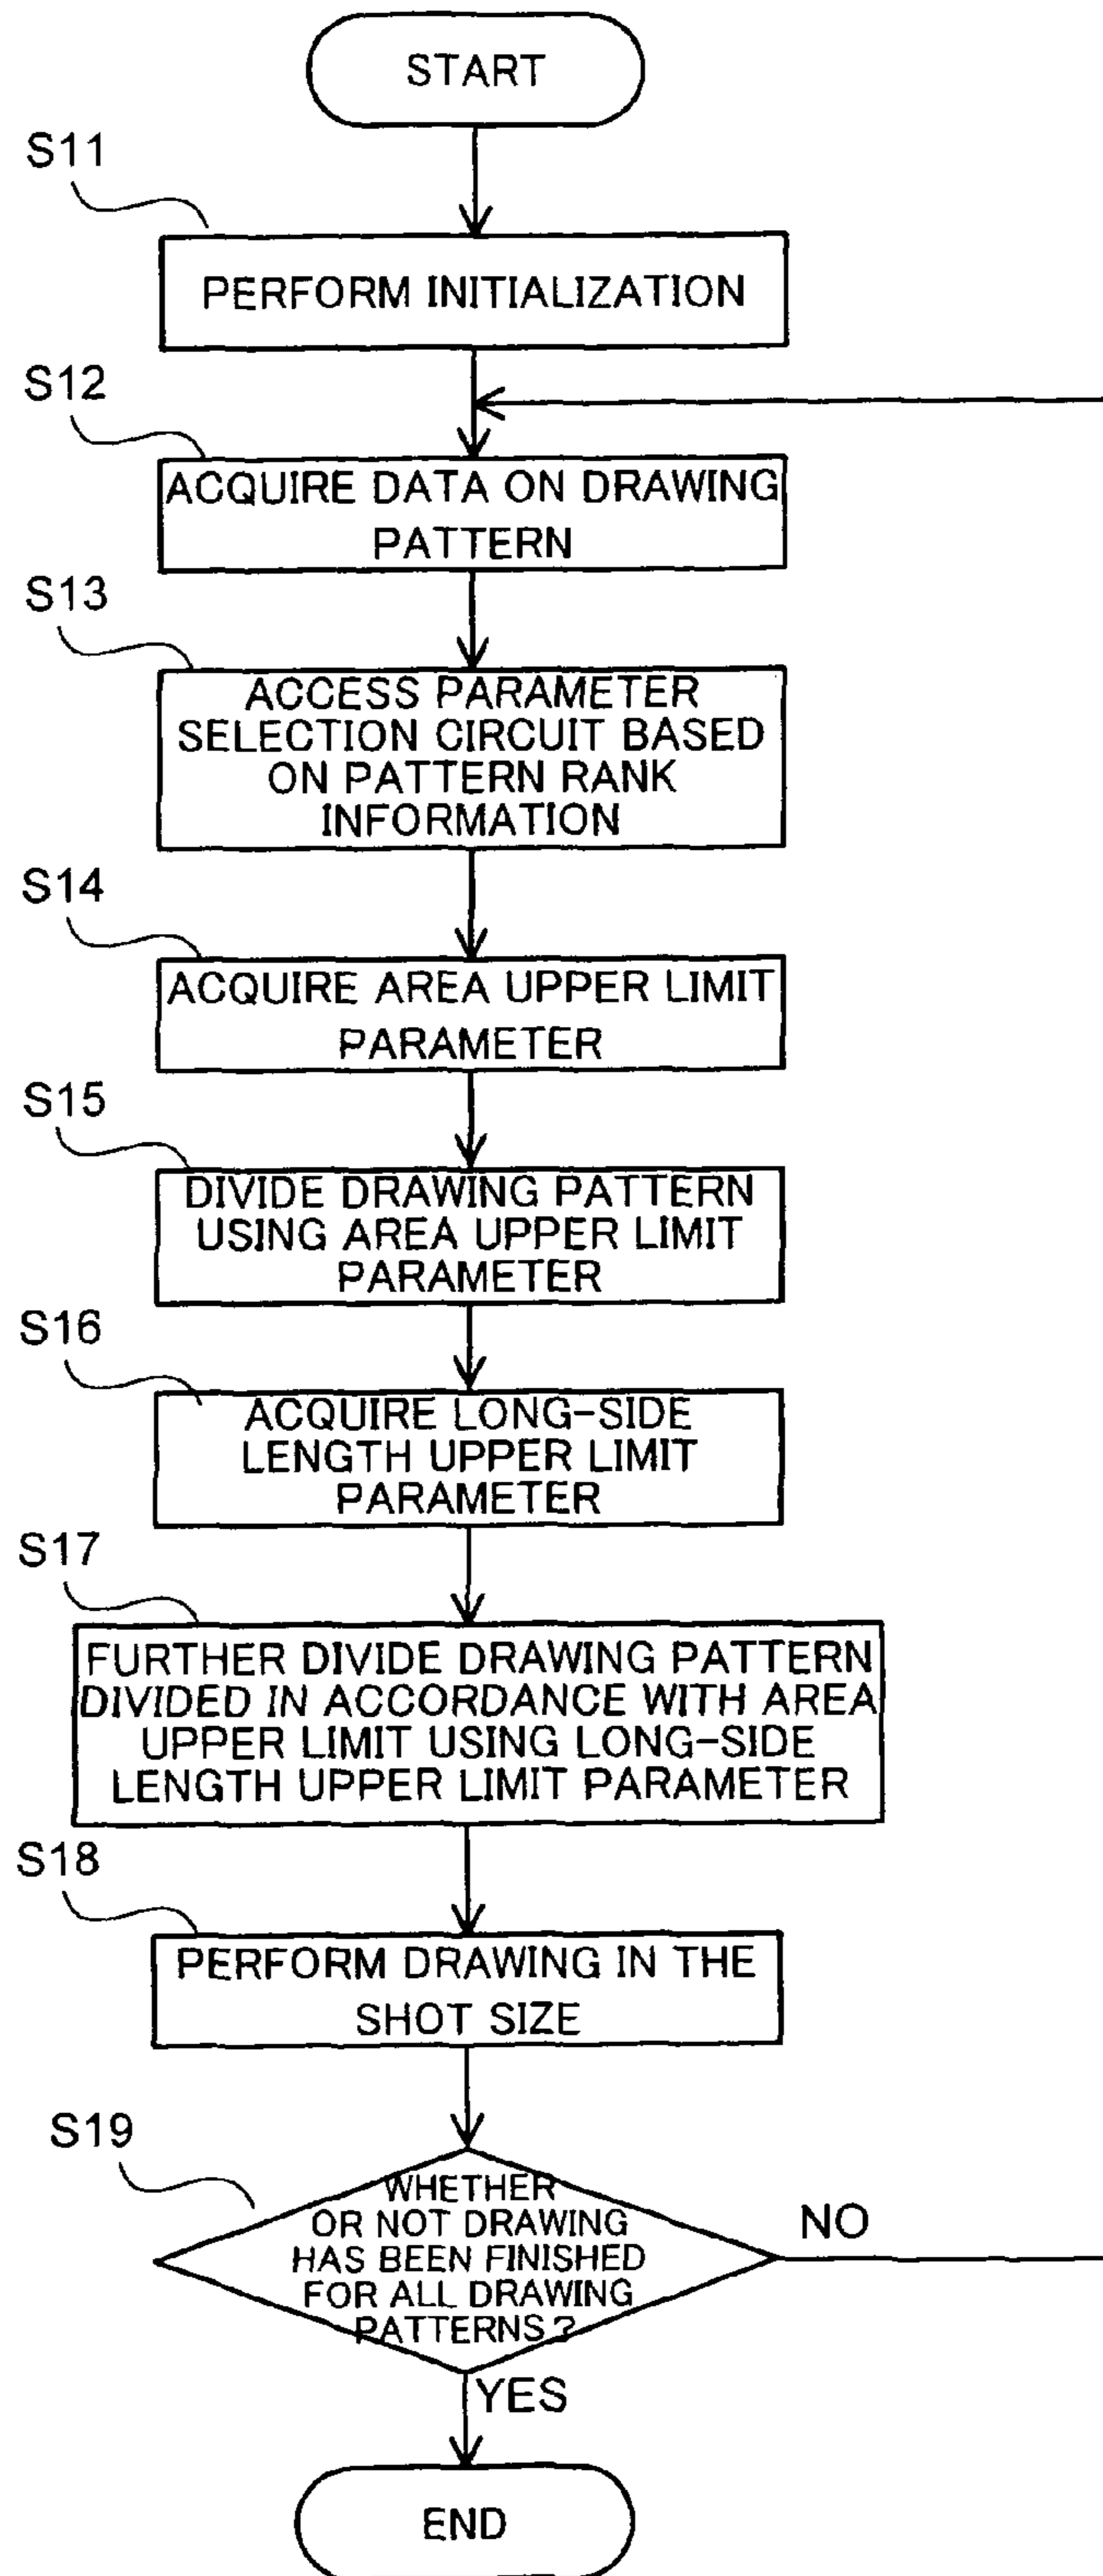 START
S11
PERFORM INITIALIZATION
S12
ACQUIRE DATA ON DRAWING
PATTERN
S13
ACCESS PARAMETER
SELECTION CIRCUIT BASED
ON PATTERN RANK
INFORMATION
S14
ACQUIRE AREA UPPER LIMIT
PARAMETER
S15
DIVIDE DRAWING PATTERN
USING AREA UPPER LIMIT
PARAMETER
S16
ACQUIRE LONG-SIDE
LENGTH UPPER LIMIT
PARAMETER
S17
FURTHER DIVIDE DRAWING PATTERN
DIVIDED IN ACCORDANCE WITH AREA
UPPER LIMIT USING LONG-SIDE
LENGTH UPPER LIMIT PARAMETER
S18
PERFORM DRAWING IN THE
SHOT SIZE
S19
WHETHER
OR NOT DRAWING
HAS BEEN FINISHED
FOR ALL DRAWING
PATTERNS?
NO
YES
END